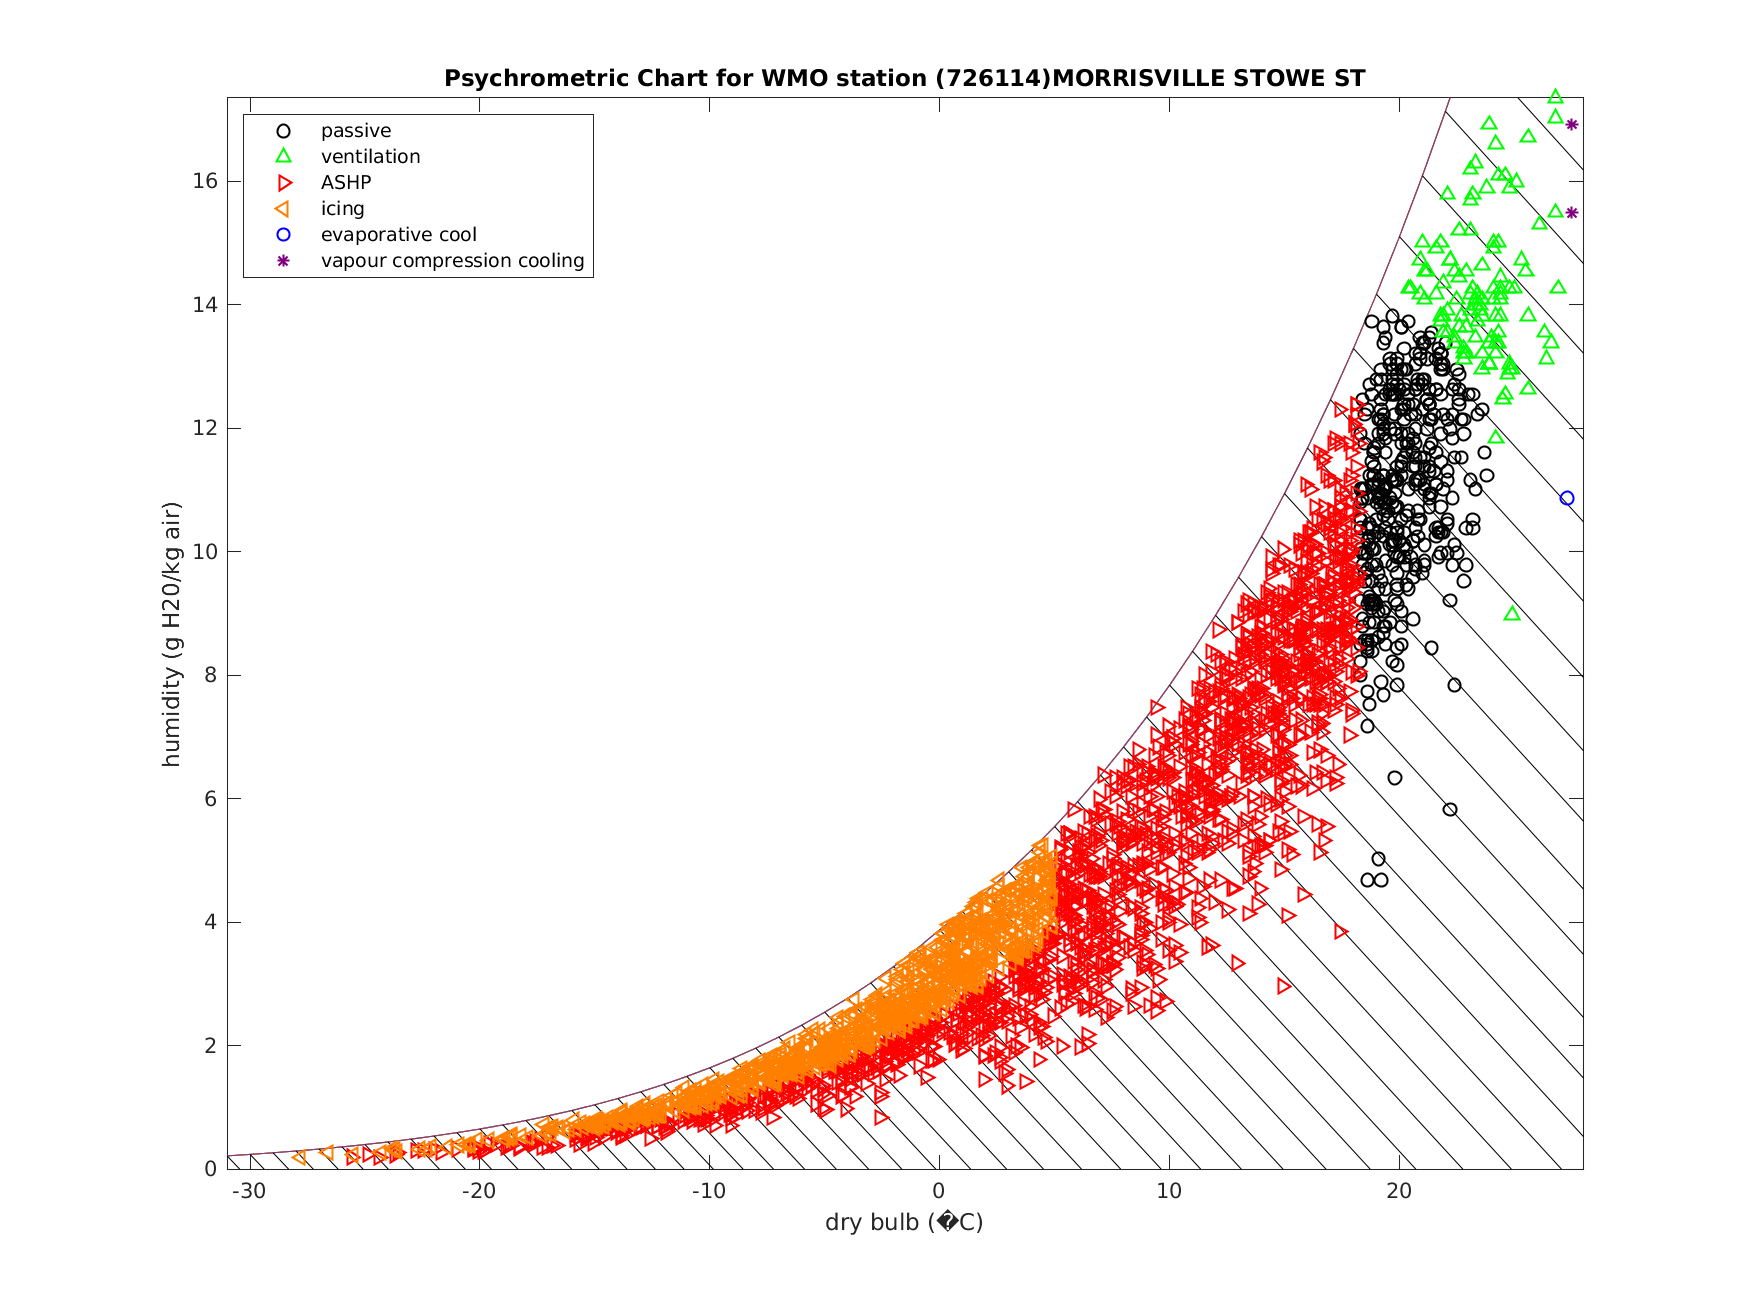 Psychrometric Chart for WMO station (726114)MORRISVILLE STOWE ST
passive
ventilation
ASHP
icing
evaporative cool
vapour compression cooling
humidity (g H20/kg air)
16
14
12
10
8
6
4
2
0
-30 -20 -10 0 10 20
dry bulb (�C)